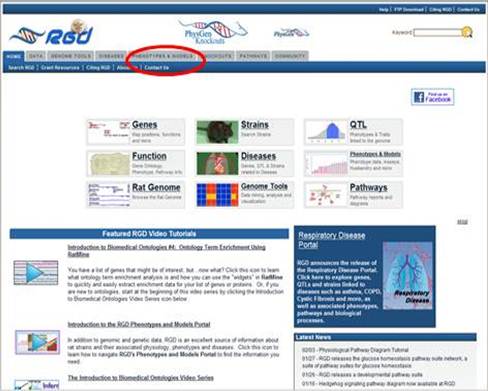 Help | FTP Download | Citing RGD | Contact Us
RGD
PhysGen
Knockouts
PhysGen
Keyword
HOME DATA GENOME TOOLS DISEASES PHENOTYPES & MODELS KNOCKOUTS PATHWAYS COMMUNITY
Search RGD | Grant Resources | Citing RGD | About | Contact Us
Find us on
Facebook
Genes
Map positions, functions
and more
Strains
Search Strains
QTL
Phenotypes & Traits
linked to the genome
Function
Gene Ontology,
Phenotype, Pathway Info
Diseases
Genes, QTL & Strains
related to Disease
Phenotypes & Models
Phenotype data, assays,
husbandry and more
Rat Genome
Browse the Rat Genome
Genome Tools
Data mining, analysis and
visualization
Pathways
Pathway reports and
diagrams
Featured RGD Video Tutorials
Introduction to Biomedical Ontologies #4: Ontology Term Enrichment Using
RatMine
You have a list of genes that might be of interest, but ...now what? Click this icon to learn
what ontology term enrichment analysis is and how you can use the "widgets" in RatMine
to quickly and easily extract enrichment data for your list of genes or proteins. Or, if you
are new to ontologies, start at the beginning of this video series by clicking the Introduction
to Biomedical Ontologies Video Series icon below
Introduction to the RGD Phenotypes and Models Portal
In addition to genomic and genetic data, RGD is an excellent source of information about
rat strains and their associated physiology, phenotypes and diseases. Click this icon to
learn how to navigate RGD's Phenotypes and Models Portal to find the information you
need.
The Introduction to Biomedical Ontologies Video Series
Respiratory Disease
Portal
RGD announces the release of
the Respiratory Disease Portal.
Click here to explore genes,
QTLs and strains linked to
diseases such as asthma, COPD,
Cystic Fibrosis and more, as
well as associated phenotypes,
pathways and biological
processes.
Respiratory
Disease
Latest News
02/03 - Physiological Pathway Diagram Tutorial
01/27 - RGD releases the glucose homeostasis pathway suite network, a
suite of pathway suites for glucose homeostasis
01/26 - RGD releases a developmental pathway suite
01/16 - Hedgehog signaling pathway diagram now available at RGD